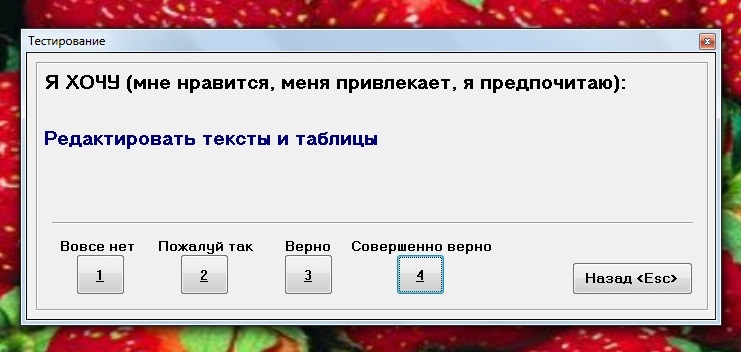 Тестирование
Я ХОЧУ (мне нравится, меня привлекает, я предпочитаю):
Редактировать тексты и таблицы
Вовсе нет Пожалуй так Верно Совершенно верно
1 2 3 4
Назад <Esc>